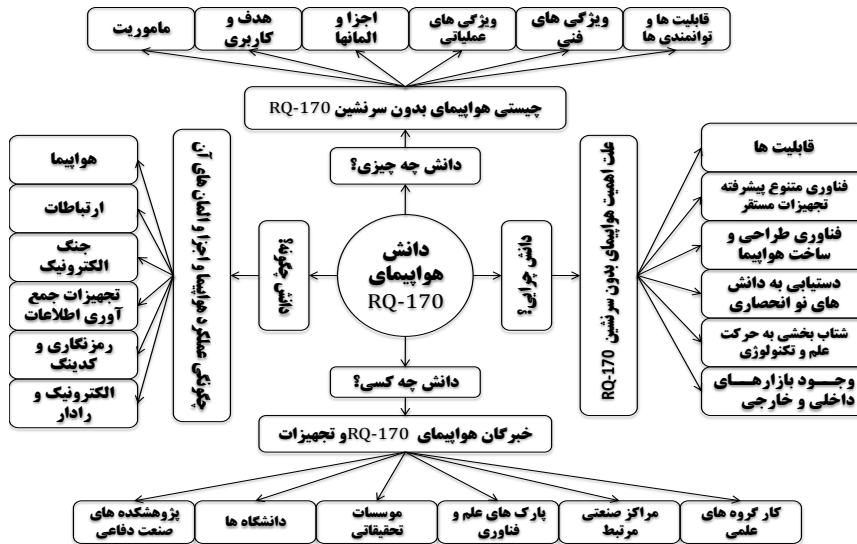 قابلیت ها و
توانمندی ها
ویژگی های
فنی
ویژگی های
عملیاتی
اجزا و
المانها
هدف و
کاربری
ماموریت
چیستی هواپیمای بدون سرنشین RQ-170
دانش چه چیزی؟
دانش
هواپیمای
RQ-170
دانش چرایی؟
علت اهمیت هواپیمای بدون سرنشین RQ-170
قابلیت ها
فناوری متنوع پیشرفته
تجهیزات مستقر
فناوری طراحی و
ساخت هواپیما
دستیابی به دانش
های نو انحصاری
شتاب بخشی به حرکت
علم و تکنولوژی
وجـــود بازارهـــای
داخلی و خارجی
دانش چگونه؟
چگونگی عملکرد هواپیما و اجزا و المان های آن
هواپیما
ارتباطات
جنگ
الکترونیک
تجهیزات جمع
آوری اطلاعات
رمزنگاری و
کدینگ
الکترونیک و
رادار
دانش چه کسی؟
خبرگان هواپیمای RQ-170و تجهیزات
کار گروه های
علمی
مراکز صنعتی
مرتبط
پارک های علم و
فناوری
موسسات
تحقیقاتی
دانشگاه ها
پژوهشکده های
صنعت دفاعی